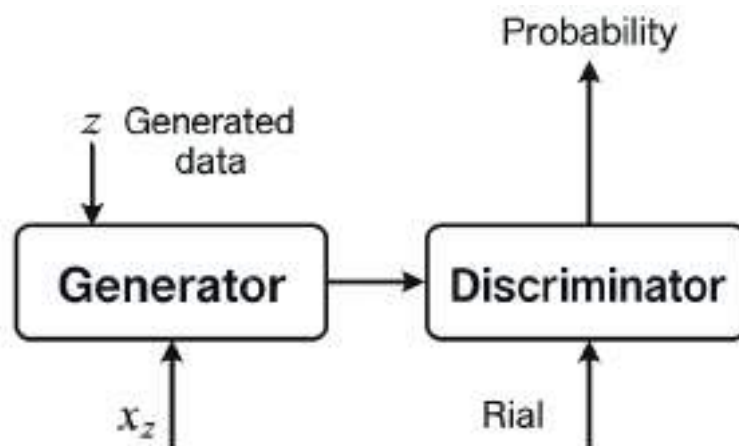 Probability
z Generated
data
Generator
Discriminator
x_z
Rial